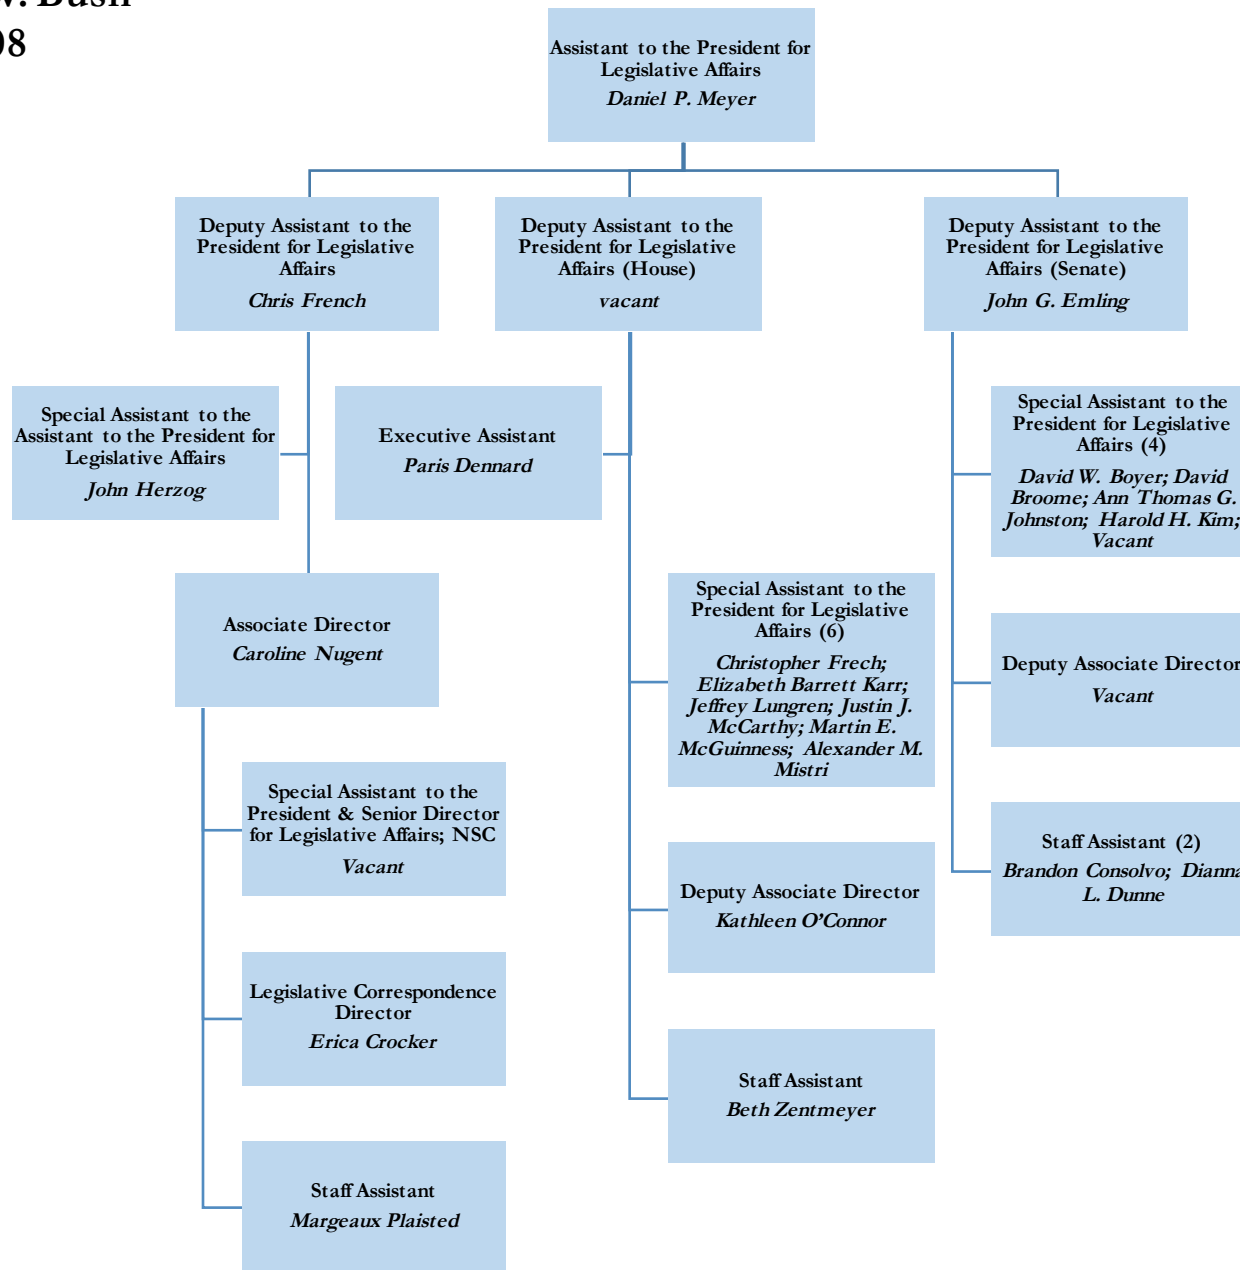 W. Bush
08
Assistant to the President for
Legislative Affairs
Daniel P. Meyer
Deputy Assistant to the
President for Legislative
Affairs
Chris French
Deputy Assistant to the
President for Legislative
Affairs (House)
vacant
Deputy Assistant to the
President for Legislative
Affairs (Senate)
John G. Emling
Special Assistant to the
Assistant to the President for
Legislative Affairs
John Herzog
Executive Assistant
Paris Dennard
Special Assistant to the
President for Legislative
Affairs (4)
David W. Boyer; David
Broome; Ann Thomas G.
Johnston; Harold H. Kim;
Vacant
Associate Director
Caroline Nugent
Special Assistant to the
President for Legislative
Affairs (6)
Christopher Frech;
Elizabeth Barrett Karr;
Jeffrey Lungren; Justin J.
McCarthy; Martin E.
McGuinness; Alexander M.
Mistri
Deputy Associate Director
Vacant
Special Assistant to the
President & Senior Director
for Legislative Affairs; NSC
Vacant
Deputy Associate Director
Kathleen O’Connor
Staff Assistant (2)
Brandon Consolvo; Dianna
L. Dunne
Legislative Correspondence
Director
Erica Crocker
Staff Assistant
Beth Zentmeyer
Staff Assistant
Margeaux Plaisted